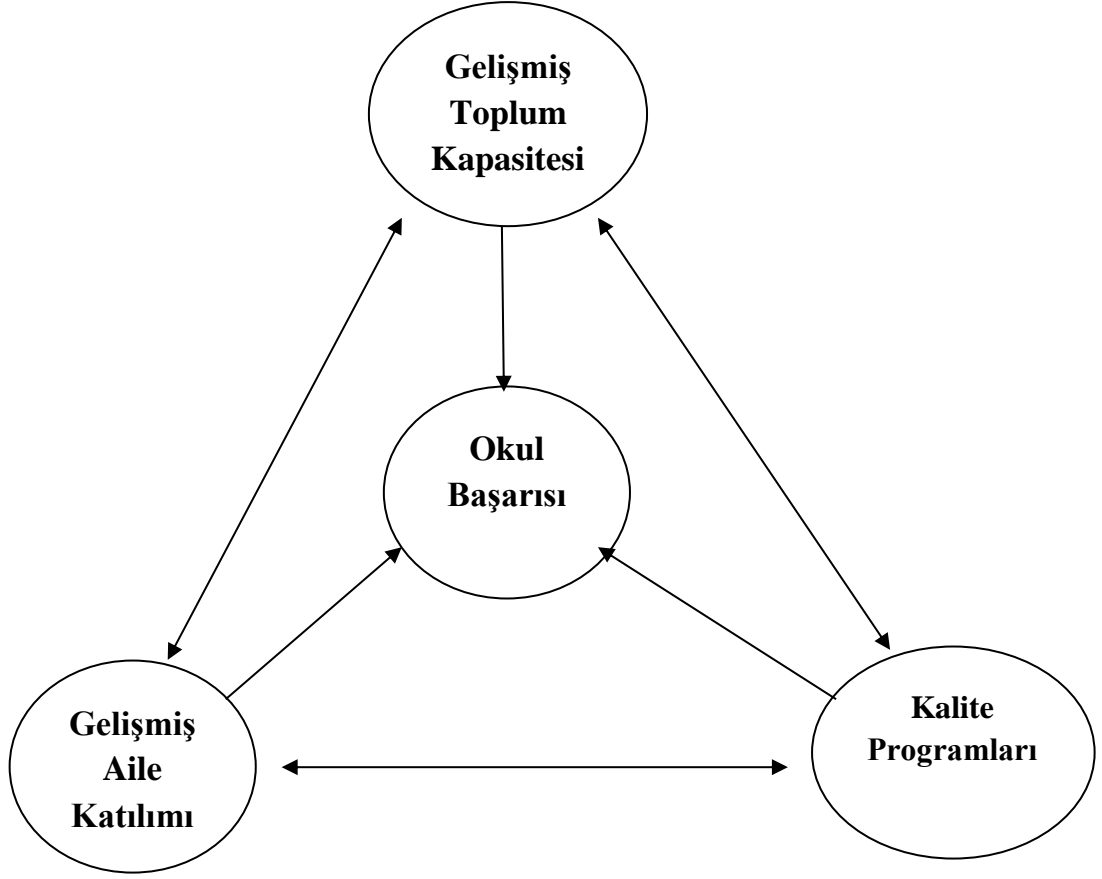 Gelişmiş
Toplum
Kapasitesi
Okul
Başarısı
Gelişmiş
Aile
Katılımı
Kalite
Programları